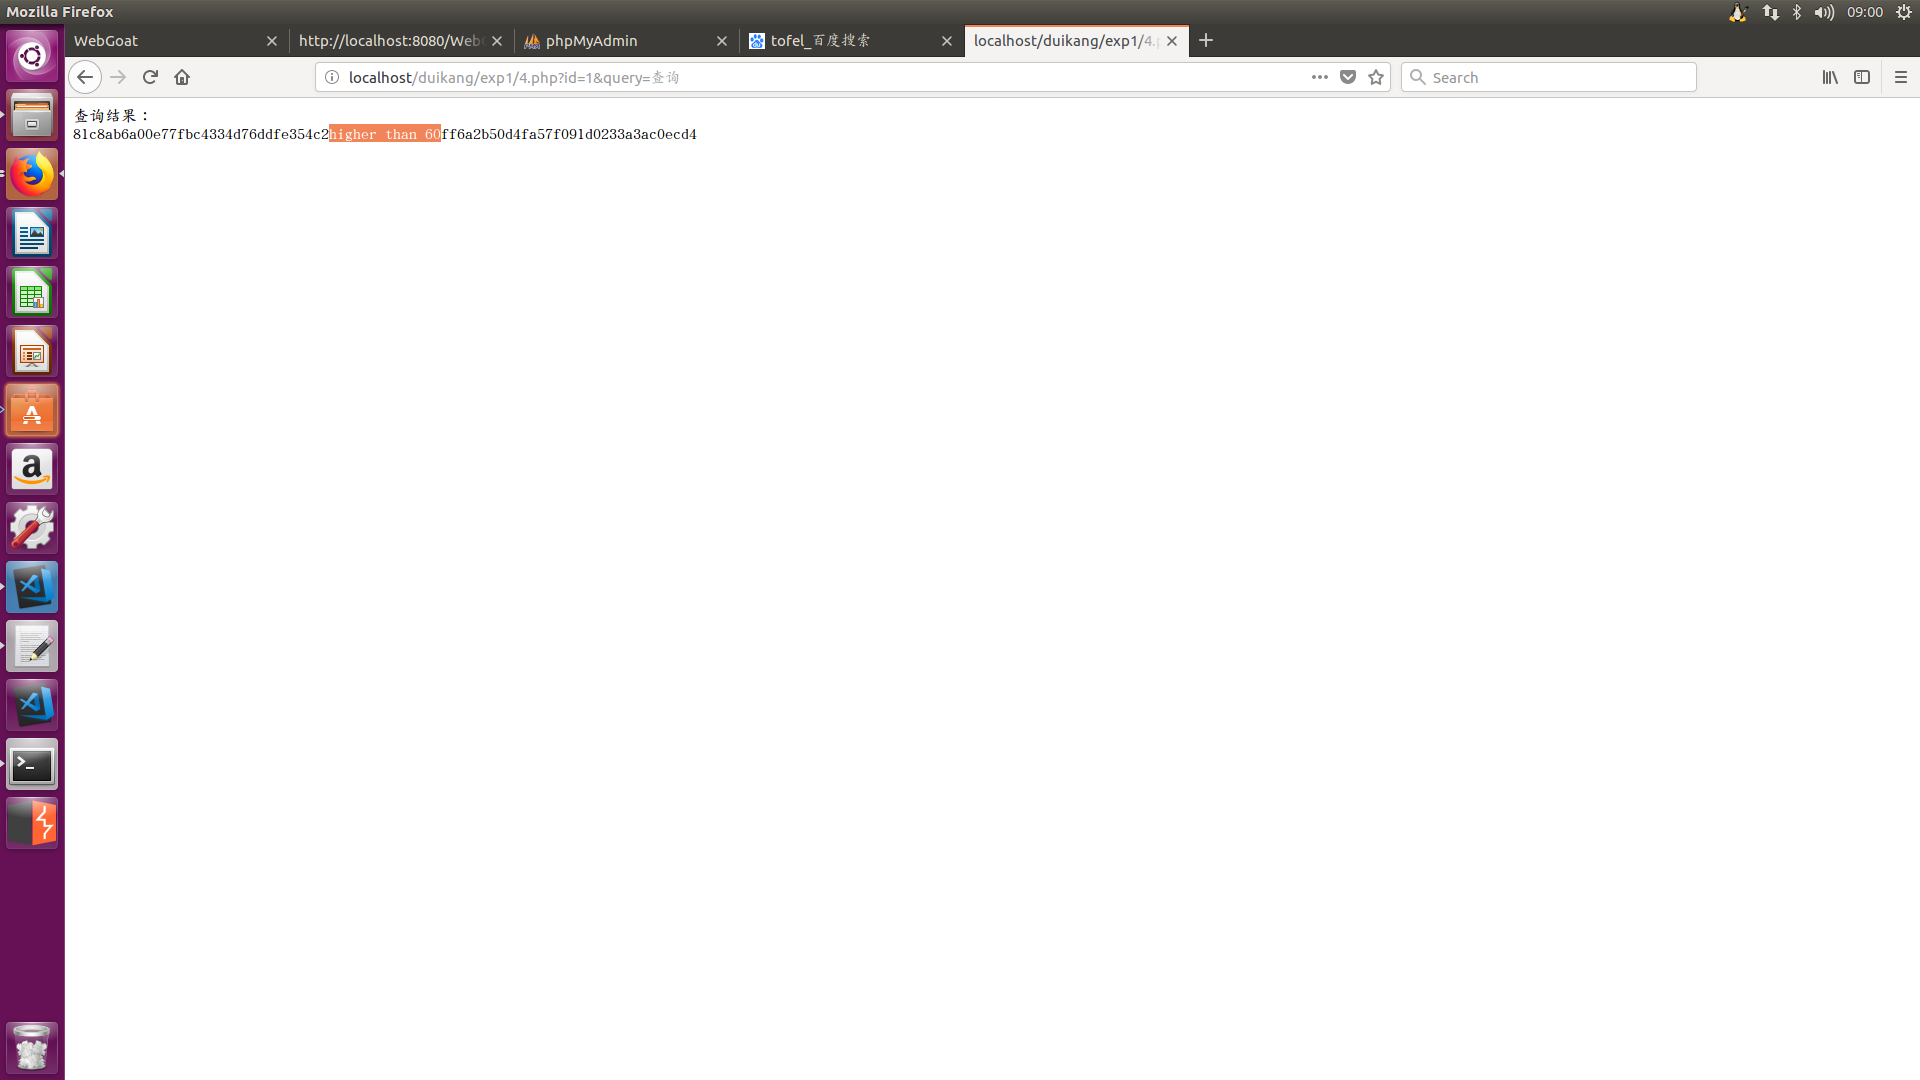 Mozilla Firefox
09:00
WebGoat
http://localhost:8080/Web
phpMyAdmin
tofel_百度搜索
localhost/duikang/exp1/4.
localhost/duikang/exp1/4.php?id=1&query=查询
Search
查询结果：
81c8ab6a00e77fbc4334d76ddfe354c2higher than 60ff6a2b50d4fa57f091d0233a3ac0ecd4